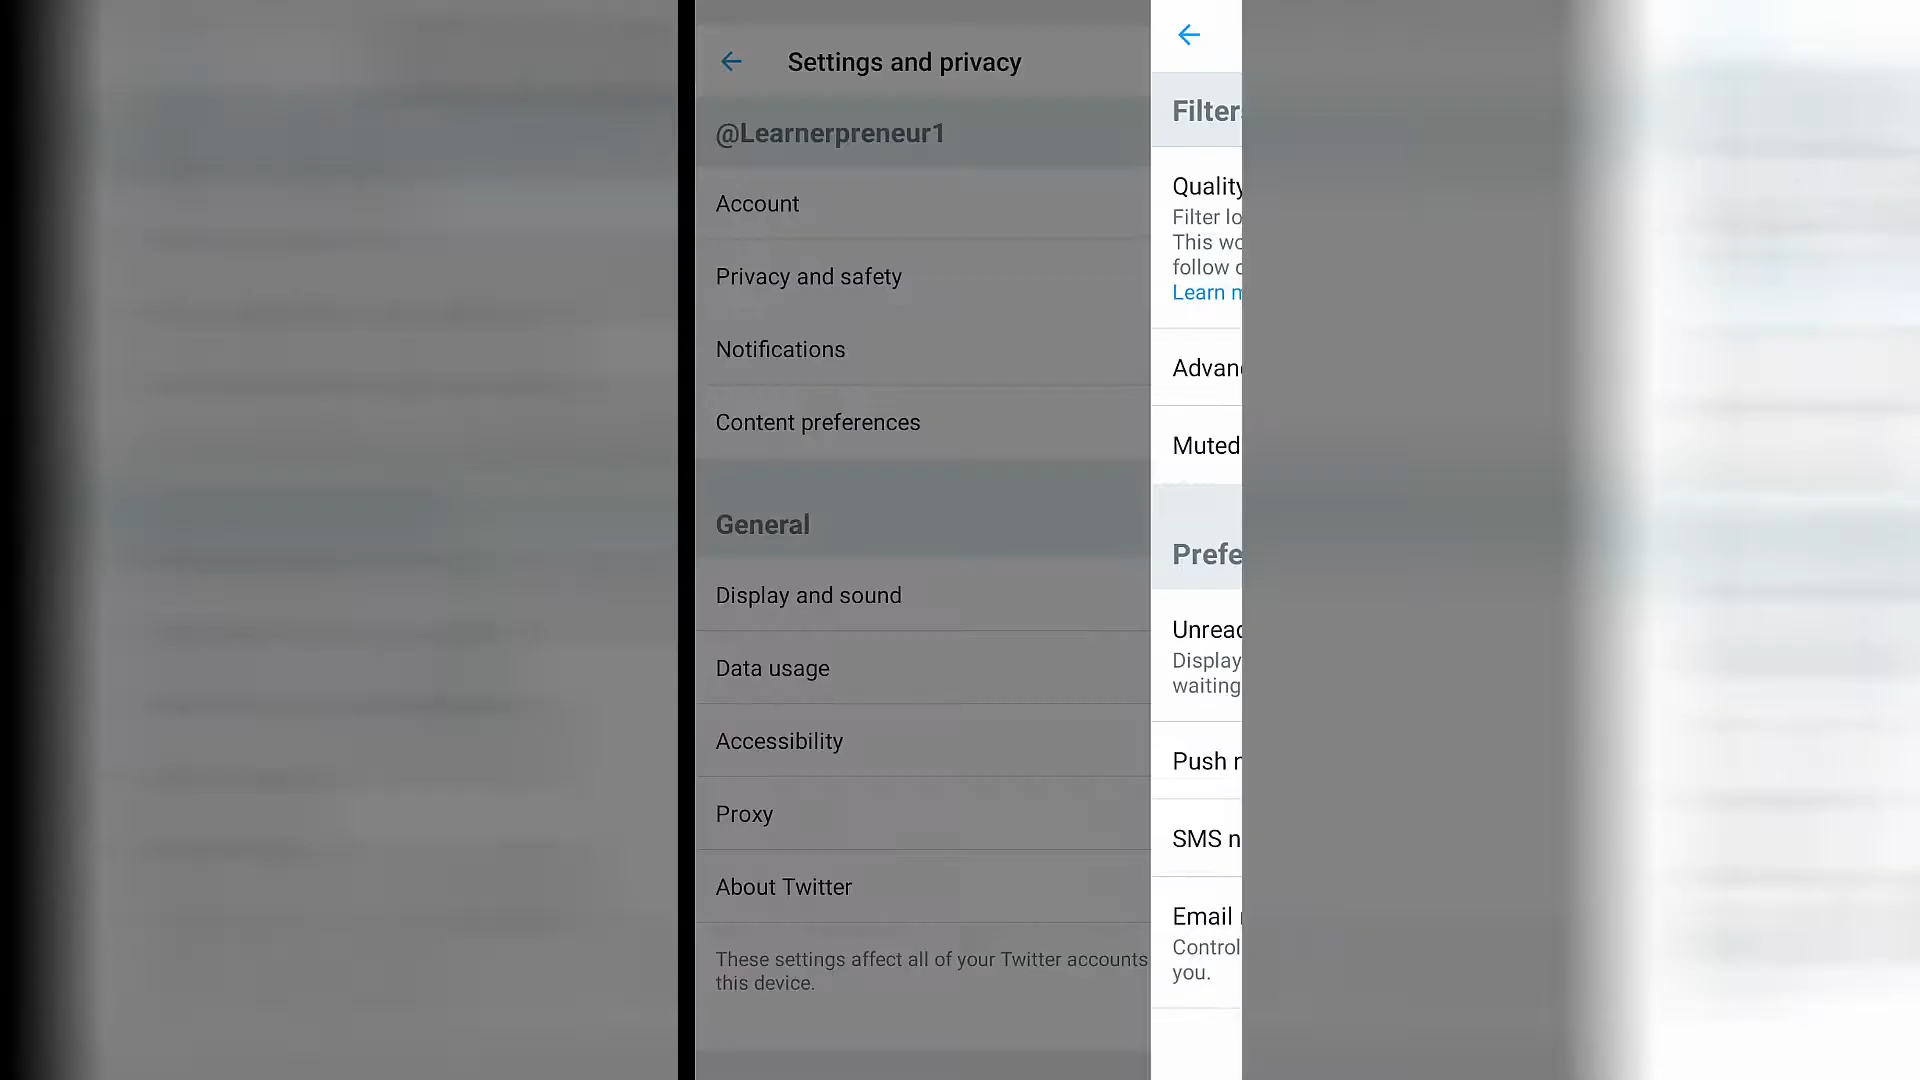 Settings and privacy
@Learnerpreneur1
Account
Privacy and safety
Notifications
Content preferences
General
Display and sound
Data usage
Accessibility
Proxy
About Twitter
These settings affect all of your Twitter accounts
this device.
Filter
Quality
Filter lo
This wo
follow
Learn
Advan
Muted
Prefe
Unread
Display
waiting
Push
SMS n
Email
Control
you.